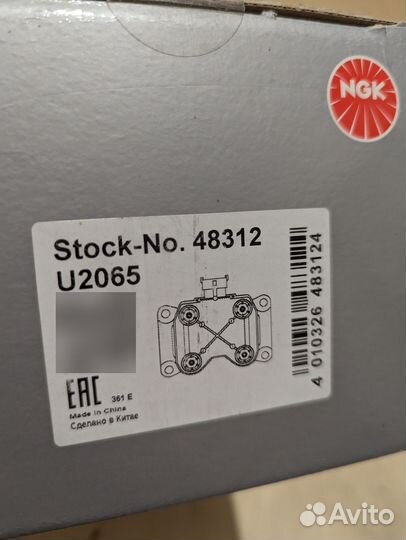 NGK
Stock-No. 48312
U2065
4 010326 483124
EAC 361 E
Made in China
Сделано в Китае
Avito